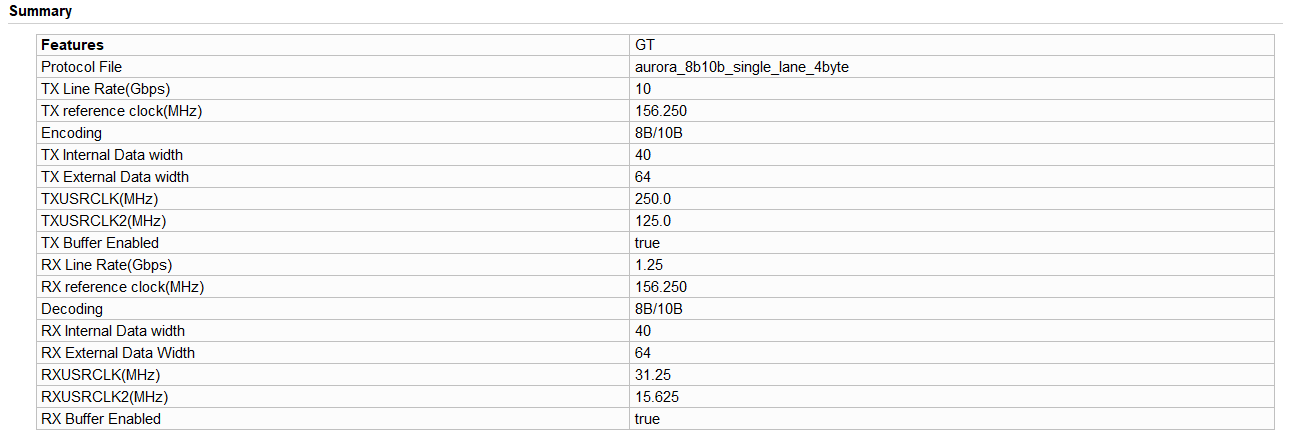 Summary
Features GT
Protocol File aurora_8b10b_single_lane_4byte
TX Line Rate(Gbps) 10
TX reference clock(MHz) 156.250
Encoding 8B/10B
TX Internal Data width 40
TX External Data width 64
TXUSRCLK(MHz) 250.0
TXUSRCLK2(MHz) 125.0
TX Buffer Enabled true
RX Line Rate(Gbps) 1.25
RX reference clock(MHz) 156.250
Decoding 8B/10B
RX Internal Data width 40
RX External Data Width 64
RXUSRCLK(MHz) 31.25
RXUSRCLK2(MHz) 15.625
RX Buffer Enabled true